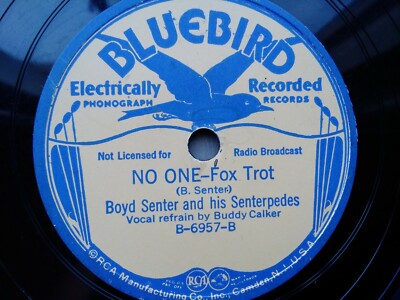 BLUEBIRD
Electrically Recorded
PHONOGRAPH RECORDS
Not Licensed for Radio Broadcast
NO ONE–Fox Trot
(B. Senter)
Boyd Senter and his Senterpedes
Vocal refrain by Buddy Calker
B-6957-B
©RCA Manufacturing Co., Inc., Camden, N.J., U.S.A.
RCA